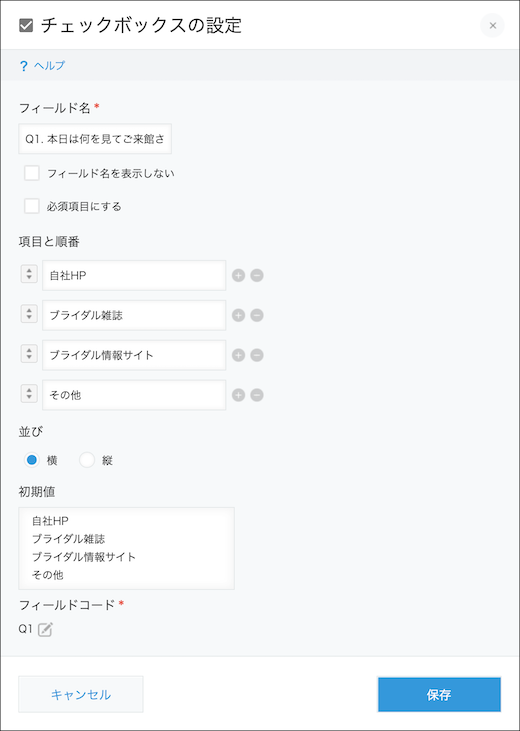 チェックボックスの設定
? ヘルプ
フィールド名 *
Q1. 本日は何を見てご来館さ
フィールド名を表示しない
必須項目にする
項目と順番
自社HP
ブライダル雑誌
ブライダル情報サイト
その他
並び
横 縦
初期値
自社HP
ブライダル雑誌
ブライダル情報サイト
その他
フィールドコード *
Q1
キャンセル 保存